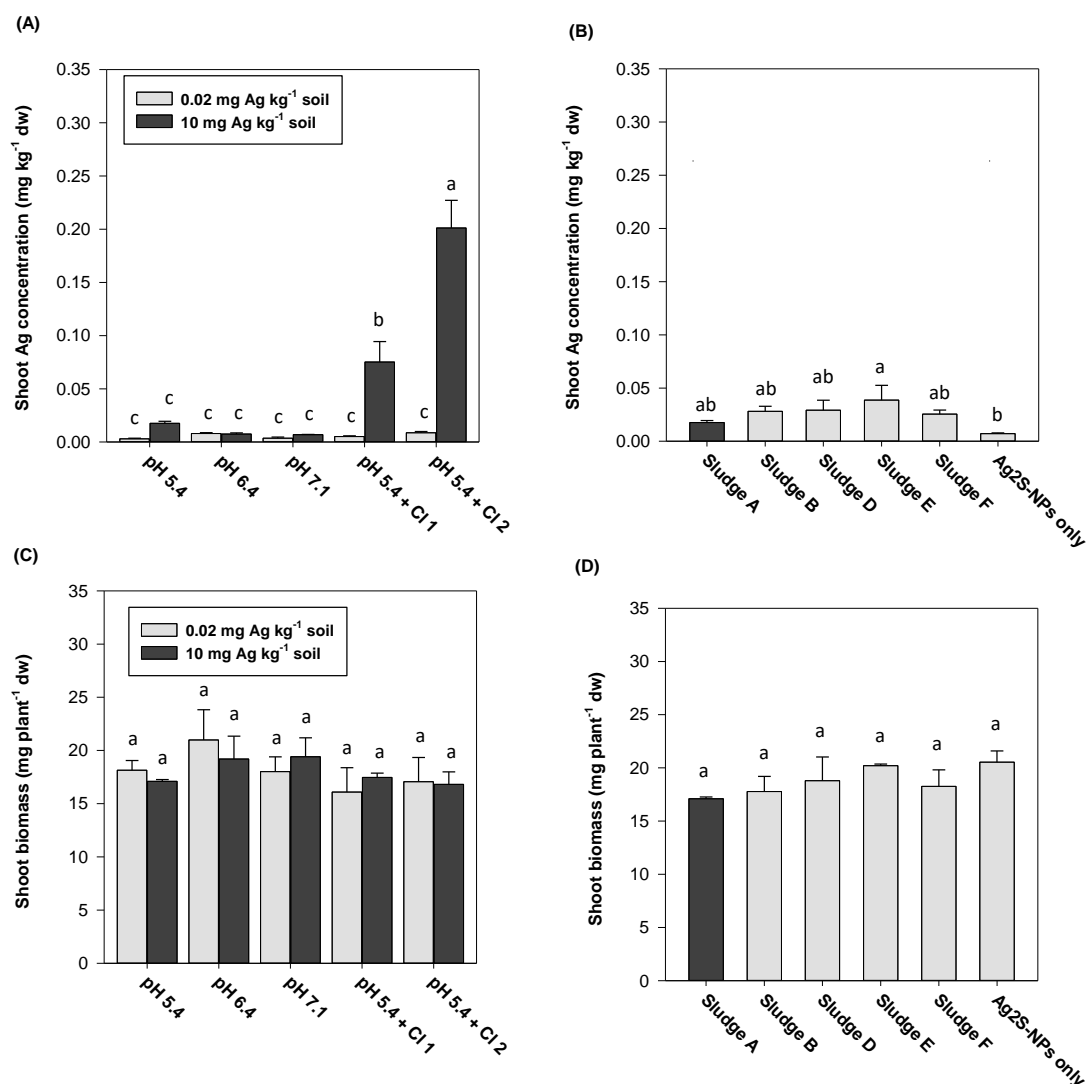 (A)
Shoot Ag concentration (mg kg⁻¹ dw)
0.35
0.30
0.25
0.20
0.15
0.10
0.05
0.00
0.02 mg Ag kg⁻¹ soil
10 mg Ag kg⁻¹ soil
c c c c c c c b c a
pH 5.4
pH 6.4
pH 7.1
pH 5.4 + Cl 1
pH 5.4 + Cl 2
(B)
Shoot Ag concentration (mg kg⁻¹ dw)
0.35
0.30
0.25
0.20
0.15
0.10
0.05
0.00
ab ab ab a ab b
Sludge A
Sludge B
Sludge D
Sludge E
Sludge F
Ag2S-NPs only
(C)
Shoot biomass (mg plant⁻¹ dw)
35
30
25
20
15
10
5
0
0.02 mg Ag kg⁻¹ soil
10 mg Ag kg⁻¹ soil
a a a a a a a a a a
pH 5.4
pH 6.4
pH 7.1
pH 5.4 + Cl 1
pH 5.4 + Cl 2
(D)
Shoot biomass (mg plant⁻¹ dw)
35
30
25
20
15
10
5
0
a a a a a a
Sludge A
Sludge B
Sludge D
Sludge E
Sludge F
Ag2S-NPs only